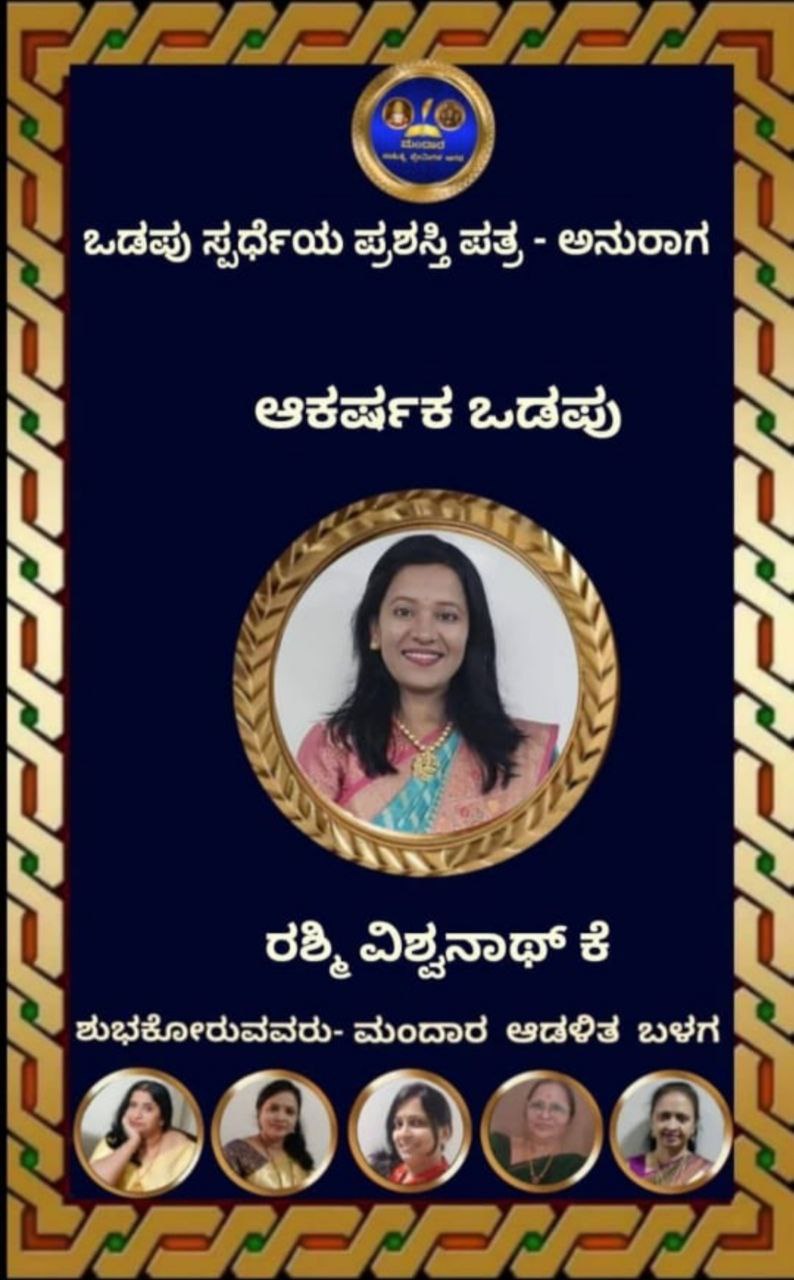 ಮಂದಾರ
ಒಡಪು ಸ್ಪರ್ಧೆಯ ಪ್ರಶಸ್ತಿ ಪತ್ರ - ಅನುರಾಗ
ಆಕರ್ಷಕ ಒಡಪು
ರಶ್ಮಿ ವಿಶ್ವನಾಥ್ ಕೆ
ಶುಭಕೋರುವವರು- ಮಂದಾರ ಆಡಳಿತ ಬಳಗ